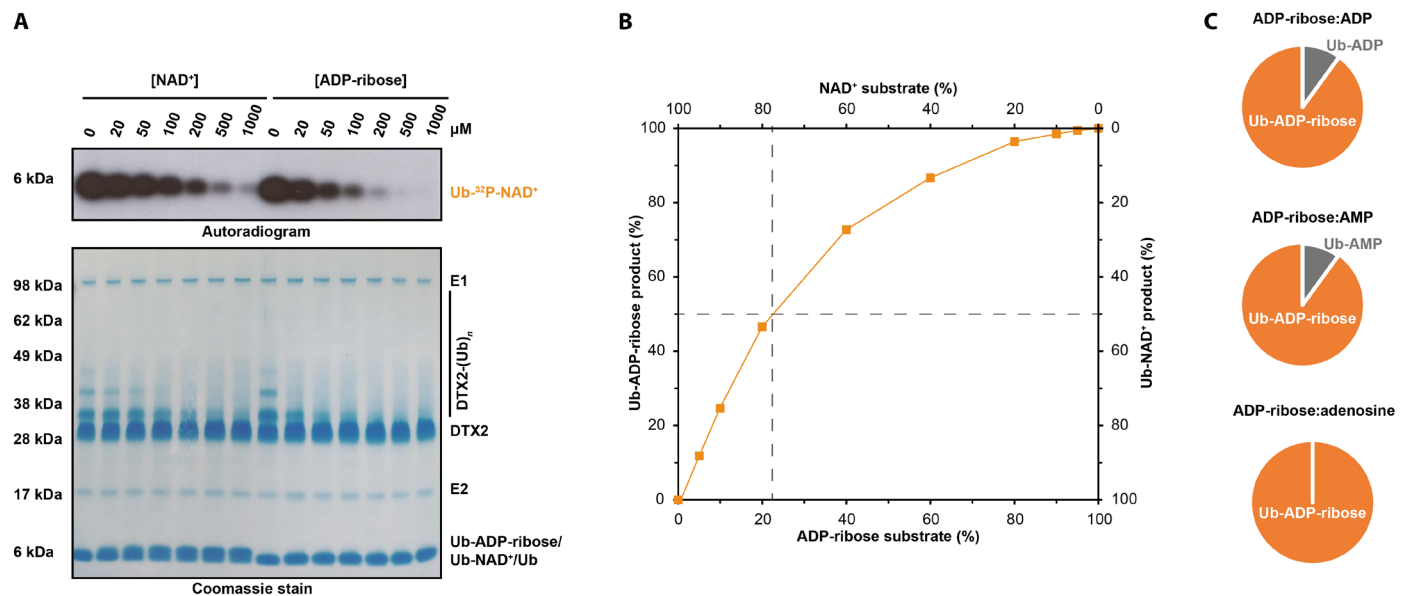 A
[NAD⁺] [ADP-ribose]
0 20 50 100 200 500 1000 0 20 50 100 200 500 1000 µM
6 kDa
Ub-³²P-NAD⁺
Autoradiogram
98 kDa
62 kDa
49 kDa
38 kDa
28 kDa
17 kDa
6 kDa
E1
DTX2-(Ub)n
DTX2
E2
Ub-ADP-ribose/
Ub-NAD⁺/Ub
Coomassie stain
B
NAD⁺ substrate (%)
100 80 60 40 20 0
Ub-ADP-ribose product (%)
100
80
60
40
20
0
Ub-NAD⁺ product (%)
0
20
40
60
80
100
0 20 40 60 80 100
ADP-ribose substrate (%)
C
ADP-ribose:ADP
Ub-ADP
Ub-ADP-ribose
ADP-ribose:AMP
Ub-AMP
Ub-ADP-ribose
ADP-ribose:adenosine
Ub-ADP-ribose